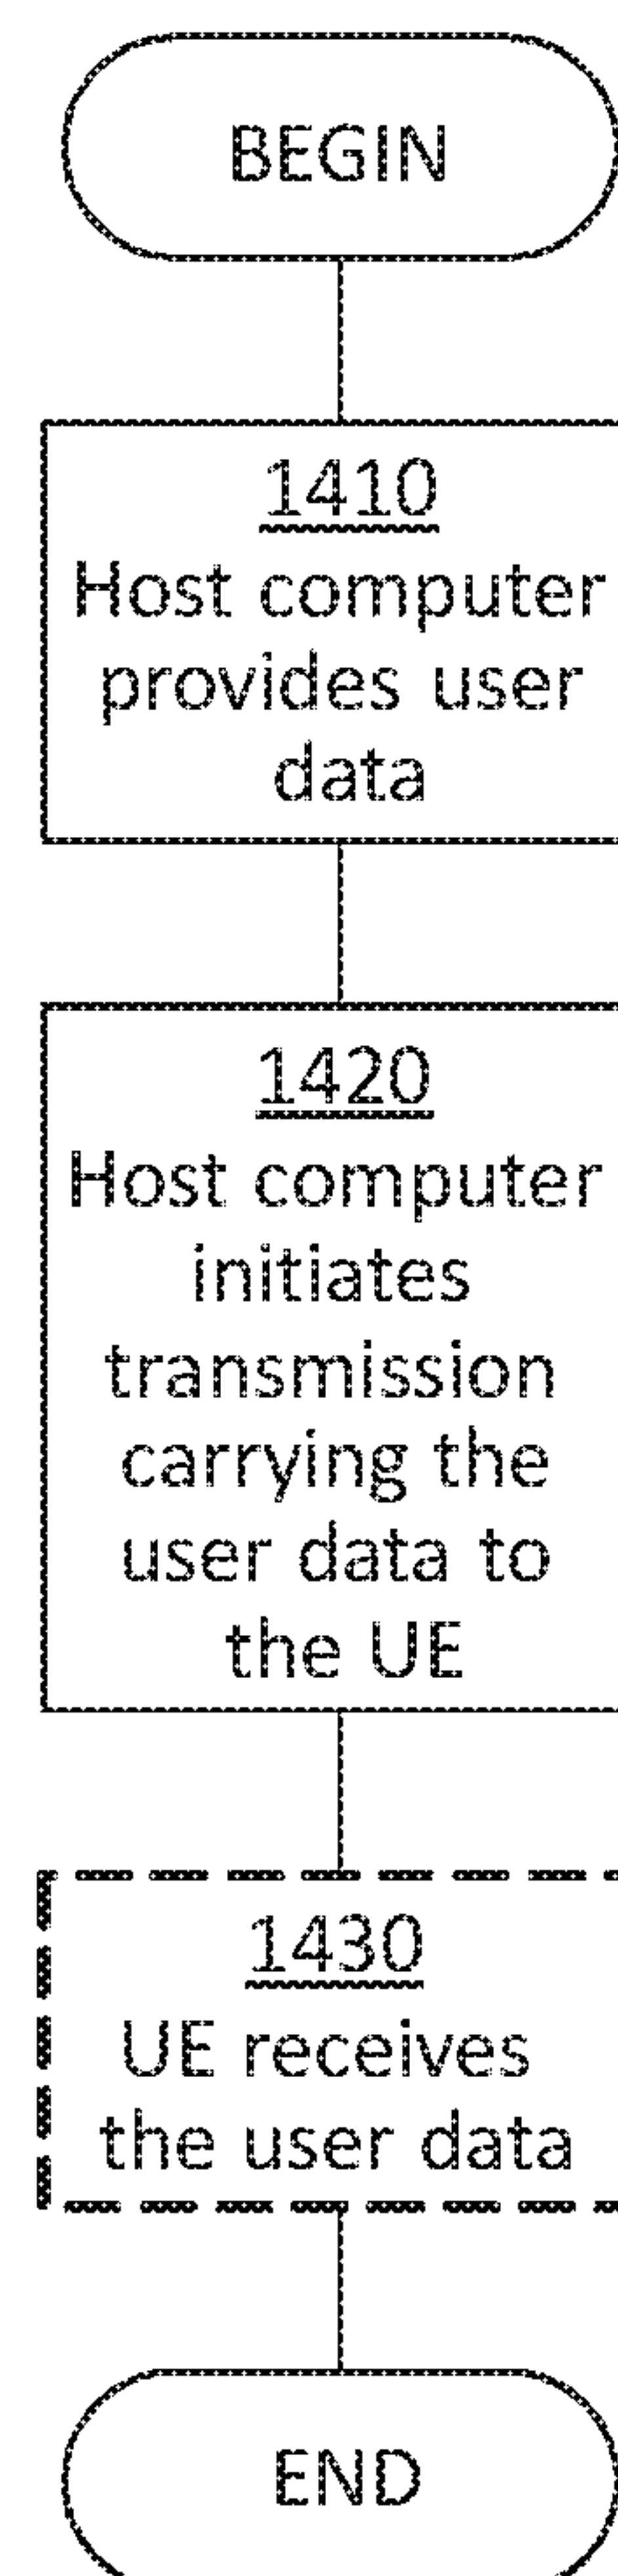 BEGIN
1410
Host computer
provides user
data
1420
Host computer
initiates
transmission
carrying the
user data to
the UE
1430
UE receives
the user data
END